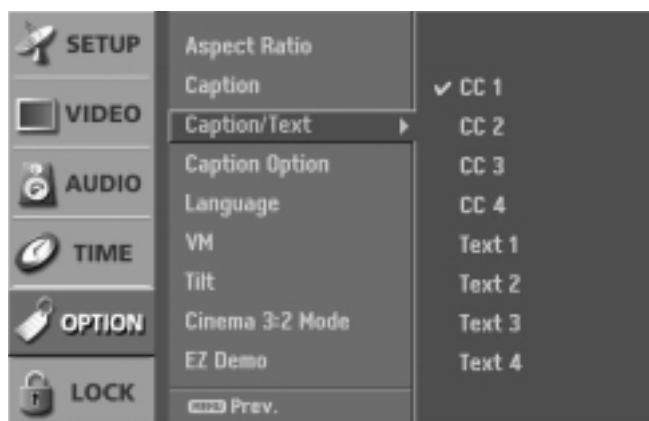 SETUP
VIDEO
AUDIO
TIME
OPTION
LOCK
Aspect Ratio
Caption
Caption/Text
Caption Option
Language
VM
Tilt
Cinema 3:2 Mode
EZ Demo
Prev.
CC 1
CC 2
CC 3
CC 4
Text 1
Text 2
Text 3
Text 4